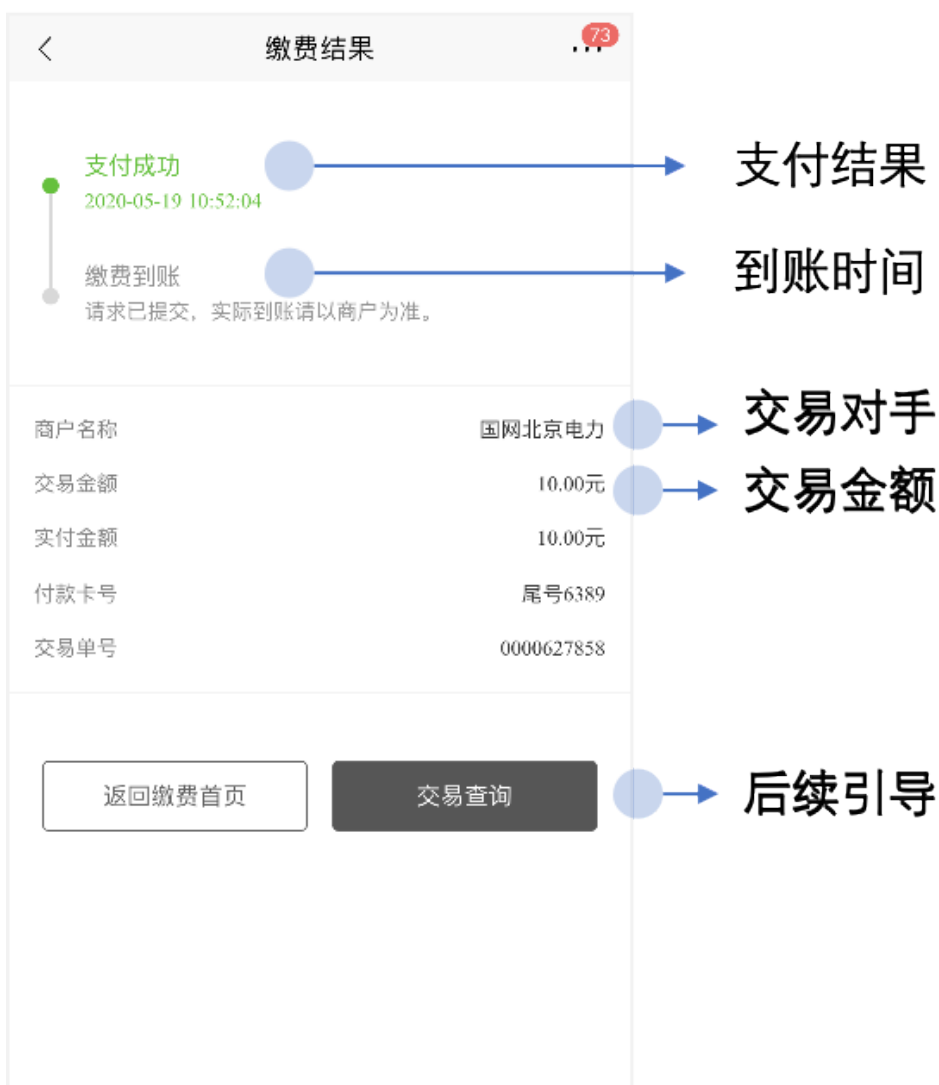 缴费结果
73
支付成功
2020-05-19 10:52:04
支付结果
缴费到账
请求已提交，实际到账请以商户为准。
到账时间
商户名称 国网北京电力
交易对手
交易金额 10.00元
交易金额
实付金额 10.00元
付款卡号 尾号6389
交易单号 0000627858
返回缴费首页 交易查询
后续引导